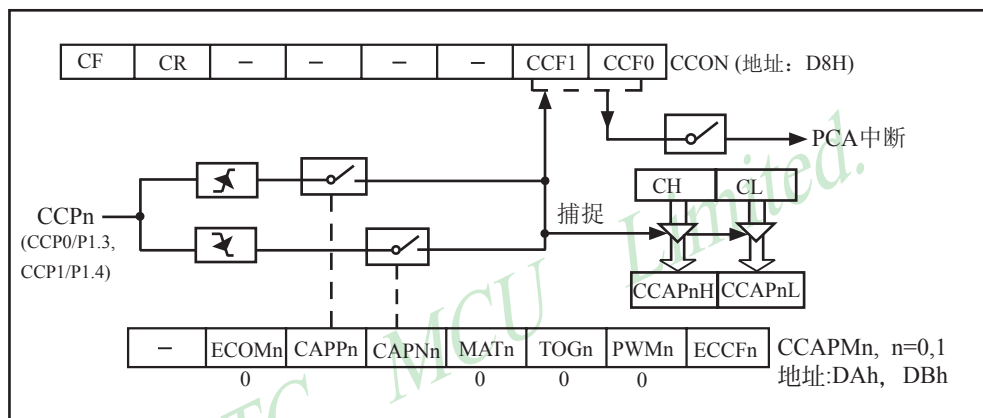 CF CR – – – – CCF1 CCF0 CCON (地址：D8H)
PCA中断
CH CL
CCPn
(CCP0/P1.3,
CCP1/P1.4)
捕捉
CCAPnH CCAPnL
– ECOMn CAPPn CAPNn MATn TOGn PWMn ECCFn CCAPMn, n=0,1
0 0 0 0 地址:DAh, DBh
MCU Limited.